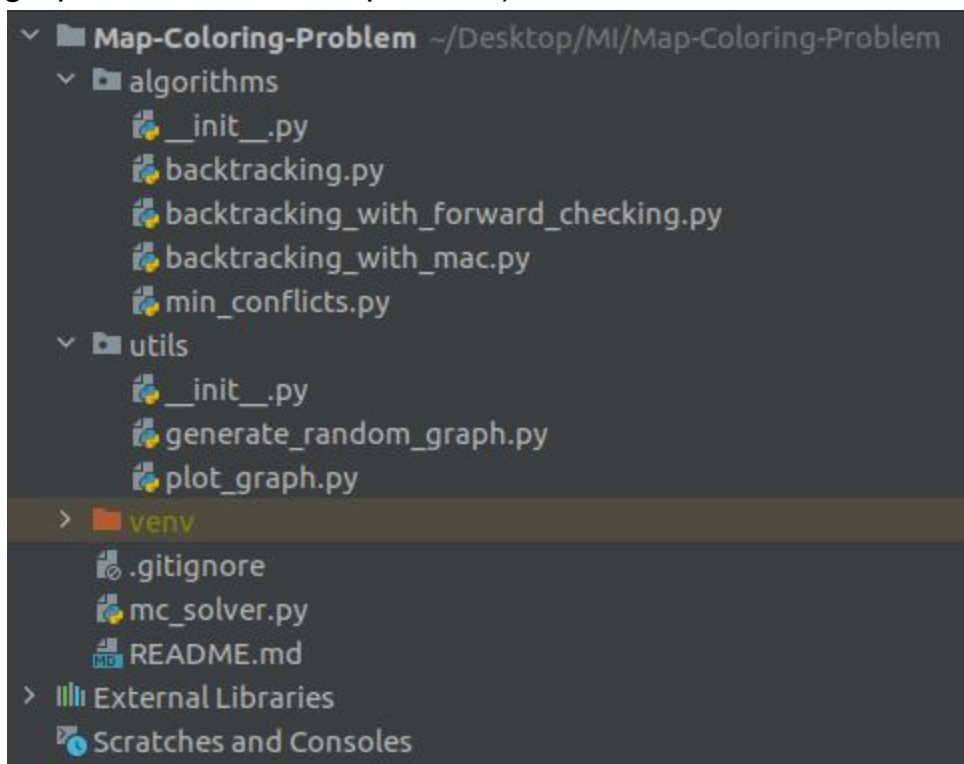 Map-Coloring-Problem ~/Desktop/MI/Map-Coloring-Problem
algorithms
__init__.py
backtracking.py
backtracking_with_forward_checking.py
backtracking_with_mac.py
min_conflicts.py
utils
__init__.py
generate_random_graph.py
plot_graph.py
venv
.gitignore
mc_solver.py
MD README.md
External Libraries
Scratches and Consoles